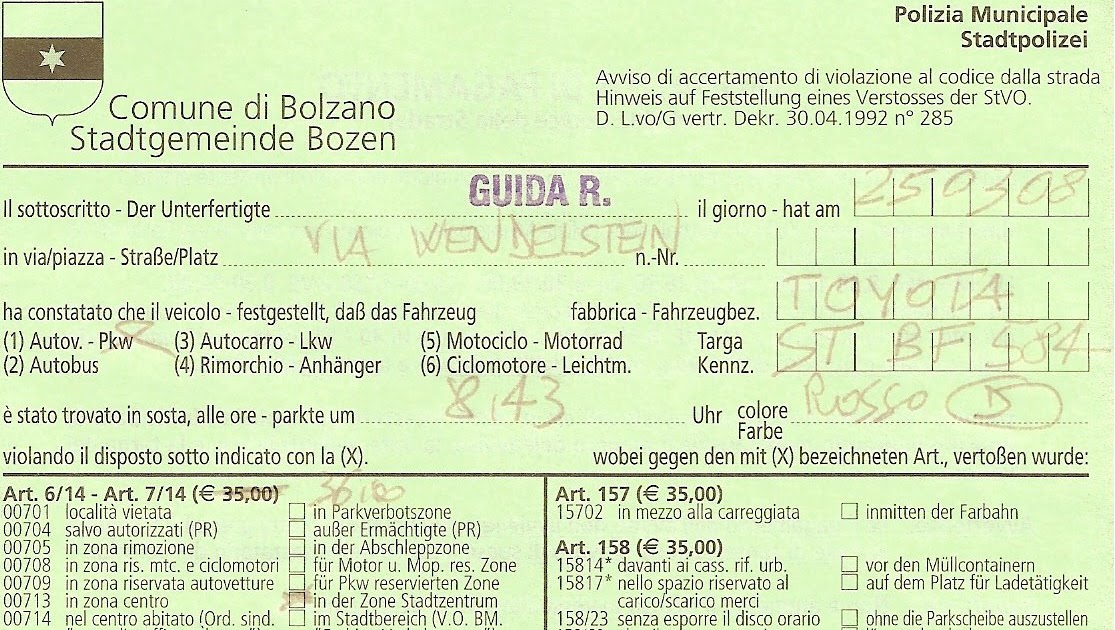 Polizia Municipale
Stadtpolizei
Avviso di accertamento di violazione al codice dalla strada
Hinweis auf Feststellung eines Verstosses der StVO.
D. L.vo/G vertr. Dekr. 30.04.1992 n° 285
Comune di Bolzano
Stadtgemeinde Bozen
Il sottoscritto - Der Unterfertigte GUIDA R. il giorno - hat am 250308
in via/piazza - Straße/Platz VIA WENDELSTEIN n.-Nr.
ha constatato che il veicolo - festgestellt, daß das Fahrzeug fabbrica - Fahrzeugbez. TOYOTA
(1) Autov. - Pkw (3) Autocarro - Lkw (5) Motociclo - Motorrad Targa ST BF 584
(2) Autobus (4) Rimorchio - Anhänger (6) Ciclomotore - Leichtm. Kennz.
è stato trovato in sosta, alle ore - parkte um 8,43 Uhr colore ROSSO D
Farbe
violando il disposto sotto indicato con la (X). wobei gegen den mit (X) bezeichneten Art., vertoßen wurde:
Art. 6/14 - Art. 7/14 (€ 35,00) 36,00
00701 località vietata in Parkverbotszone
00704 salvo autorizzati (PR) außer Ermächtigte (PR)
00705 in zona rimozione in der Abschleppzone
00708 in zona ris. mtc. e ciclomotori für Motor u. Mop. res. Zone
00709 in zona riservata autovetture für Pkw reservierten Zone
00713 in zona centro in der Zone Stadtzentrum
00714 nel centro abitato (Ord. sind. im Stadtbereich (V.O. BM.
Art. 157 (€ 35,00)
15702 in mezzo alla carreggiata inmitten der Farbahn
Art. 158 (€ 35,00)
15814* davanti ai cass. rif. urb. vor den Müllcontainern
15817* nello spazio riservato al auf dem Platz für Ladetätigkeit
carico/scarico merci
158/23 senza esporre il disco orario ohne die Parkscheibe auszustellen